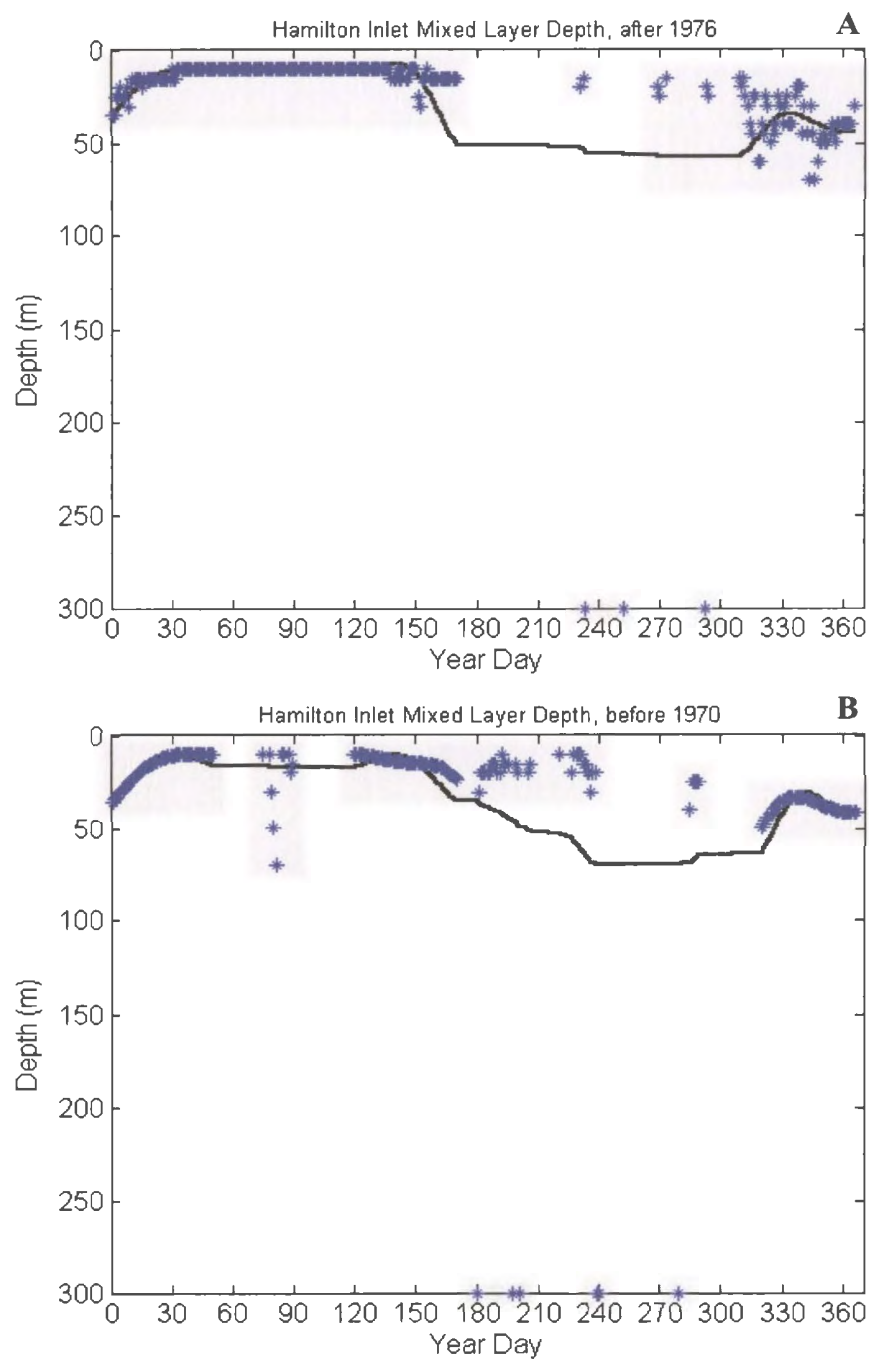 Hamilton Inlet Mixed Layer Depth, after 1976
A
0
50
100
150
200
250
300
Depth (m)
0 30 60 90 120 150 180 210 240 270 300 330 360
Year Day
Hamilton Inlet Mixed Layer Depth, before 1970
B
0
50
100
150
200
250
300
Depth (m)
0 30 60 90 120 150 180 210 240 270 300 330 360
Year Day